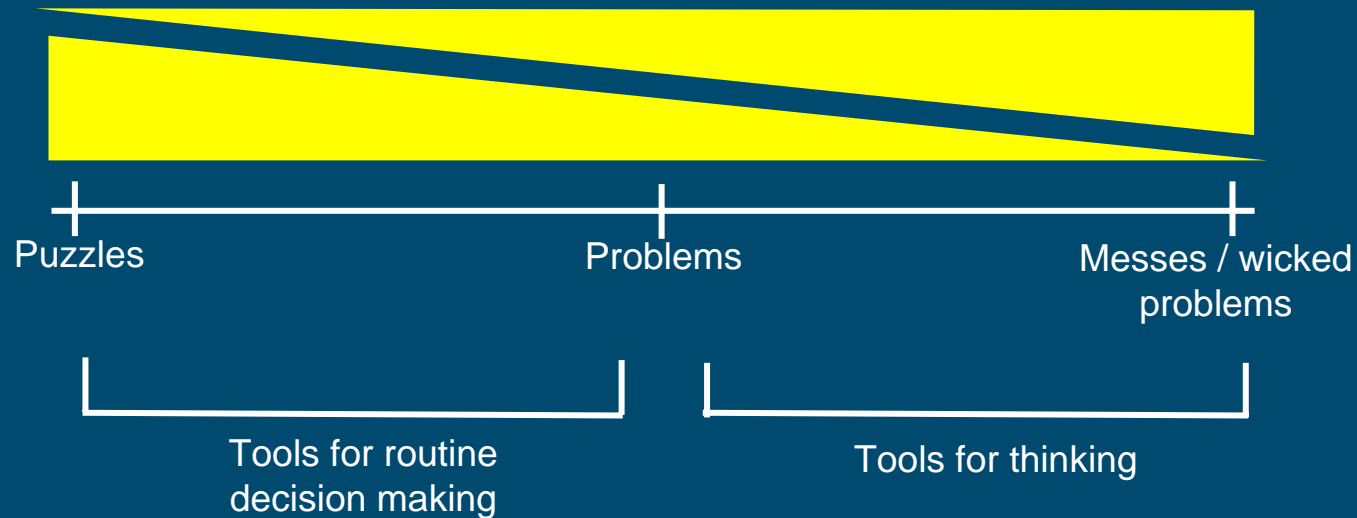 Puzzles
Problems
Messes / wicked
problems
Tools for routine
decision making
Tools for thinking